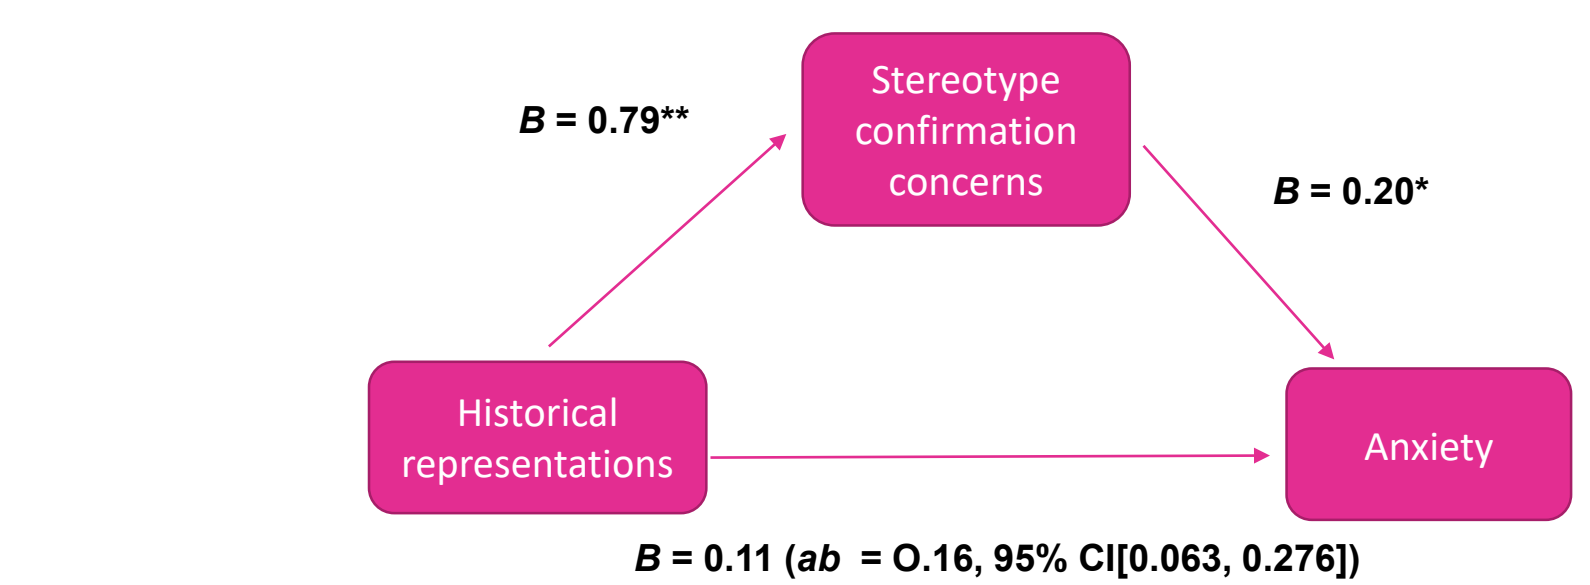 Stereotype
confirmation
concerns
B = 0.79**
B = 0.20*
Historical
representations
Anxiety
B = 0.11 (ab = O.16, 95% CI[0.063, 0.276])